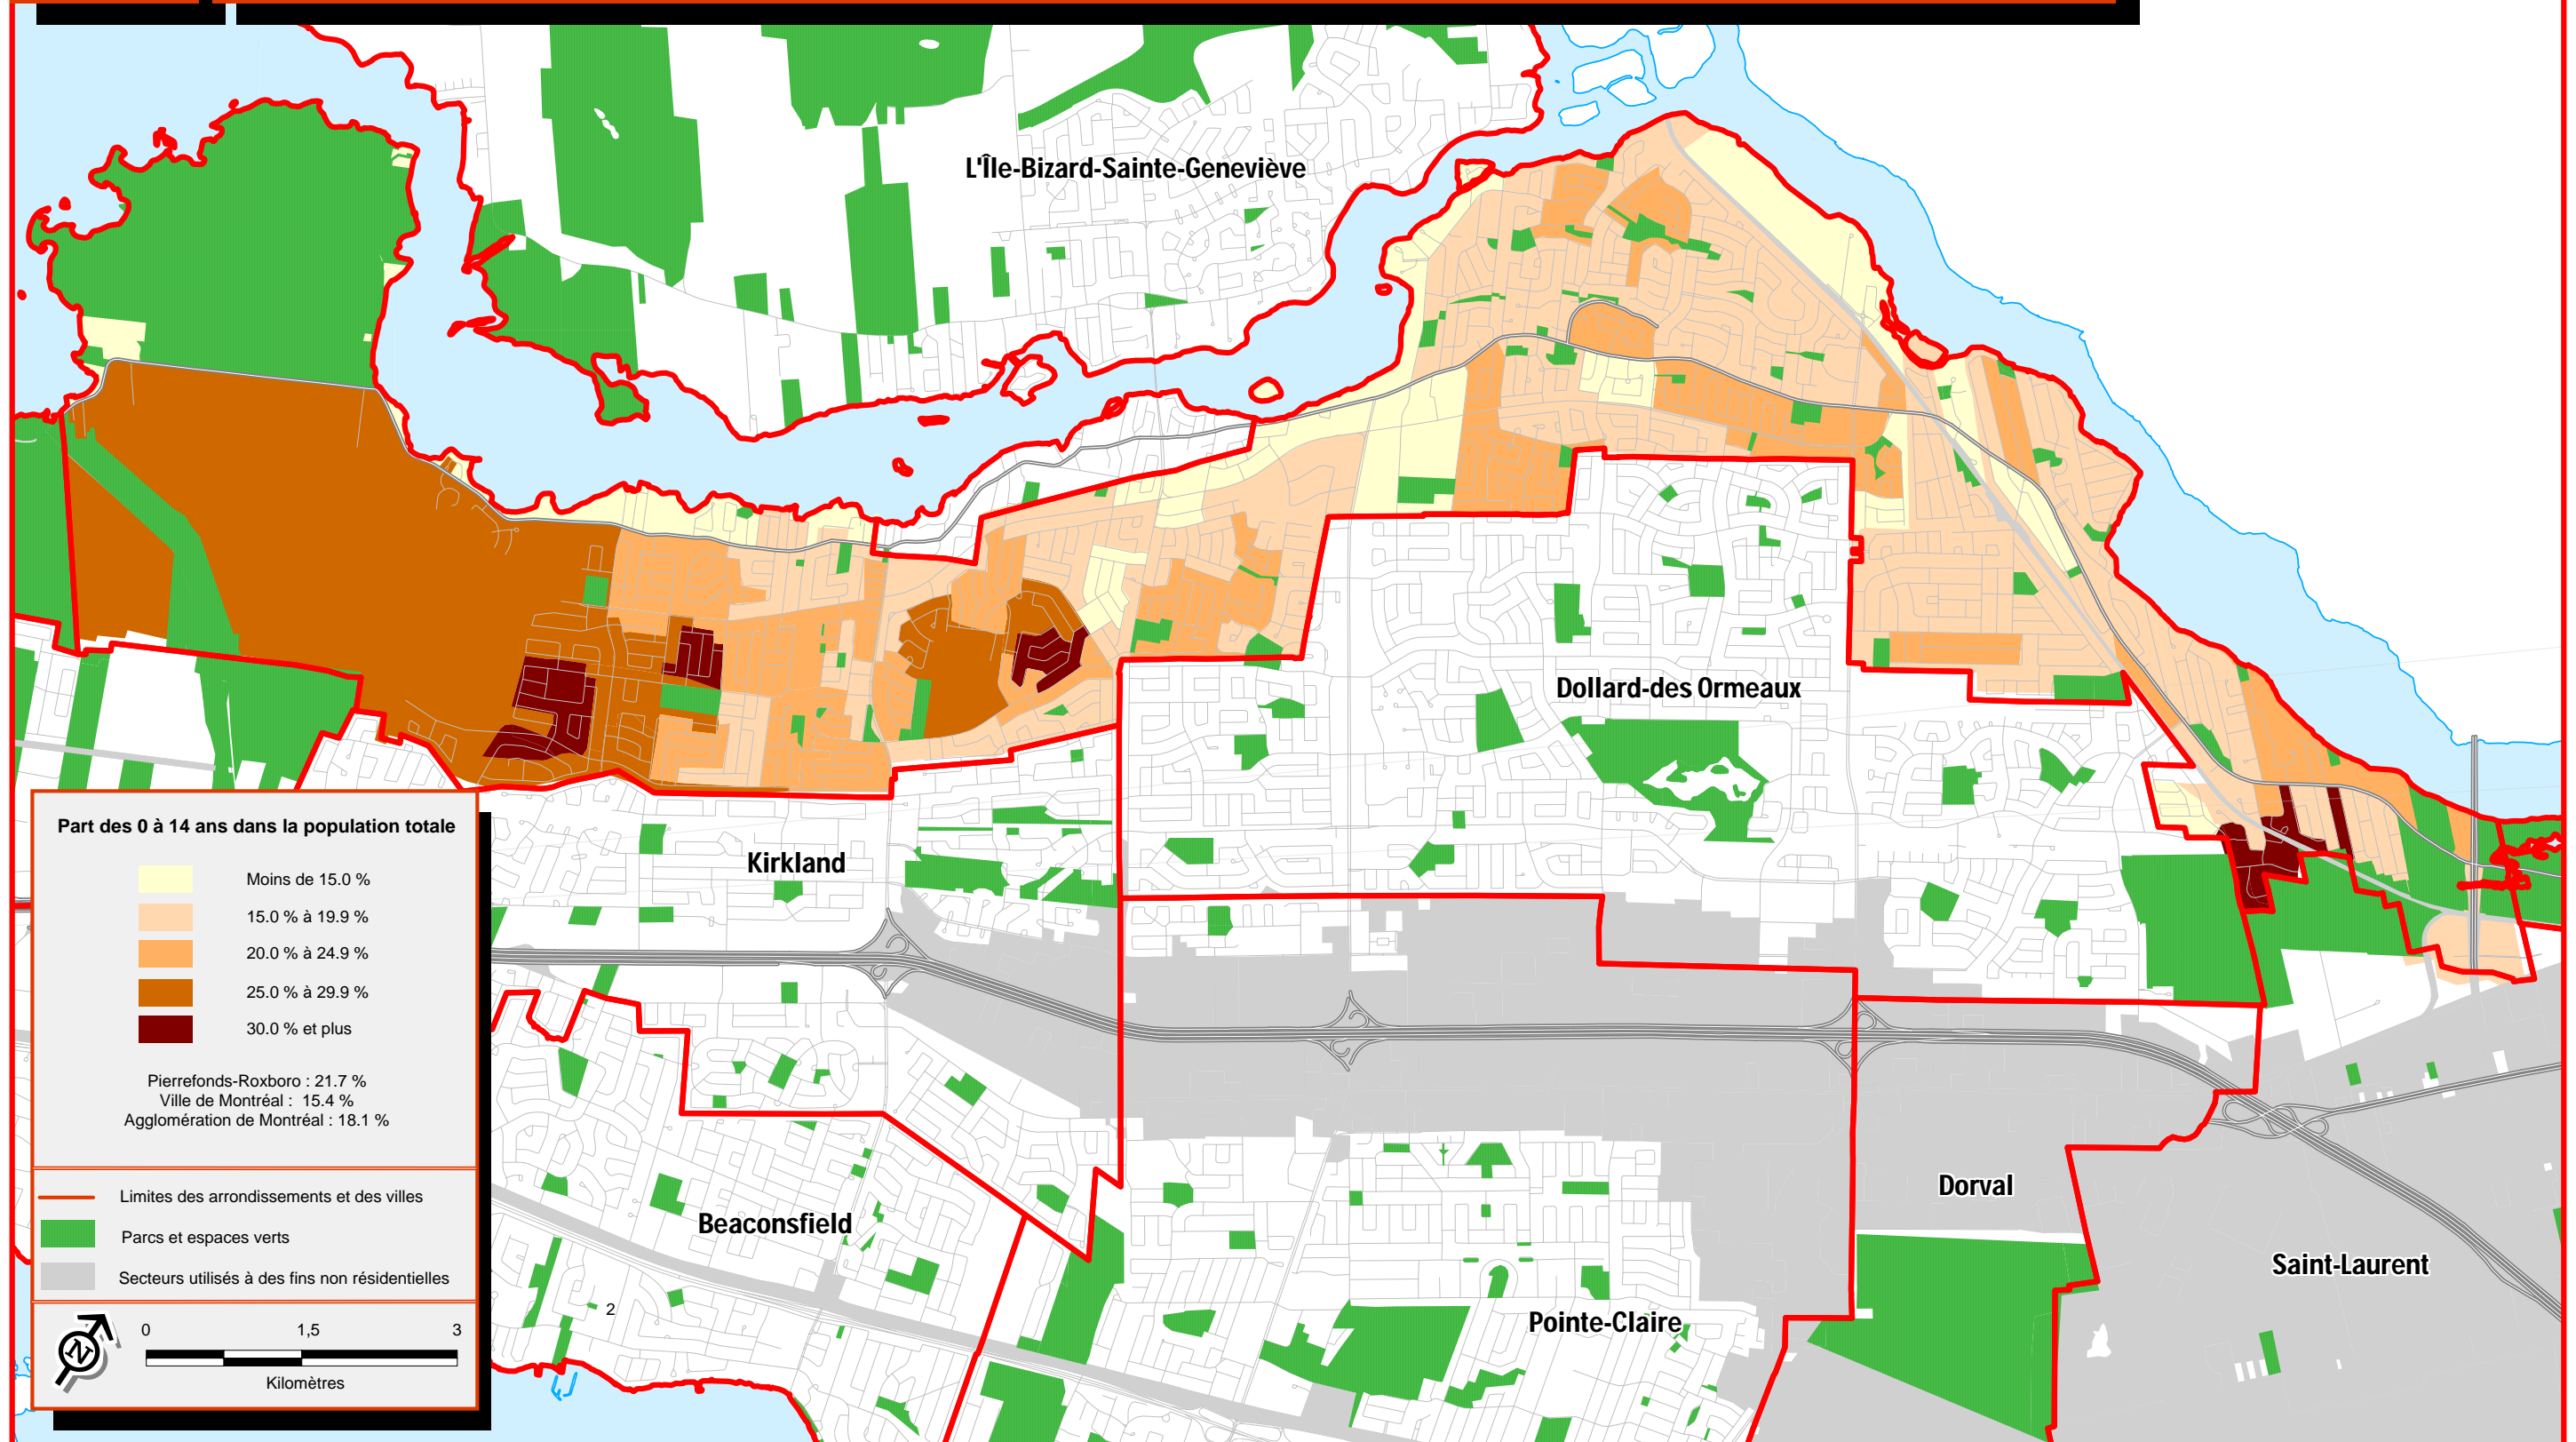 L'Île-Bizard-Sainte-Geneviève
Dollard-des Ormeaux
Kirkland
Beaconsfield
Pointe-Claire
Dorval
Saint-Laurent
2
Part des 0 à 14 ans dans la population totale
Moins de 15.0 %
15.0 % à 19.9 %
20.0 % à 24.9 %
25.0 % à 29.9 %
30.0 % et plus
Pierrefonds-Roxboro : 21.7 %
Ville de Montréal : 15.4 %
Agglomération de Montréal : 18.1 %
Limites des arrondissements et des villes
Parcs et espaces verts
Secteurs utilisés à des fins non résidentielles
N
0 1,5 3
Kilomètres